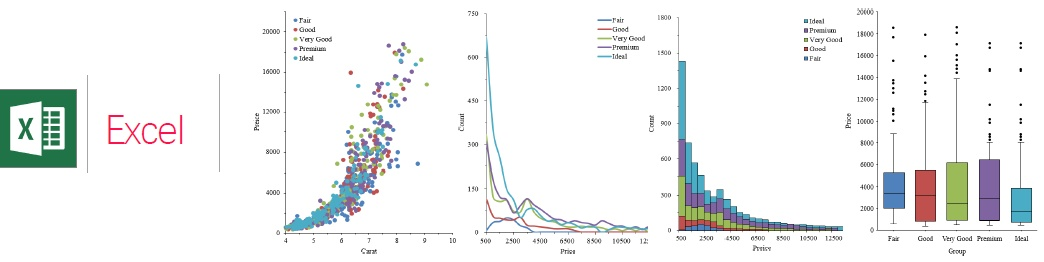 X
Excel
22000
16000
12000
8000
4000
0
4 5 6 7 8 9 10
Carat
Preice
Fair
Good
Very Good
Premium
Ideal
750
600
450
300
150
0
500 2500 4500 6500 8500 10500 12:
Price
Count
Fair
Good
Very Good
Premium
Ideal
1800
1500
1200
900
600
300
0
500 2500 4500 6500 8500 10500 12500
Preice
Count
Ideal
Premium
Very Good
Good
Fair
20000
18000
16000
14000
12000
10000
8000
6000
4000
2000
0
Fair Good Very Good Premium Ideal
Group
Price